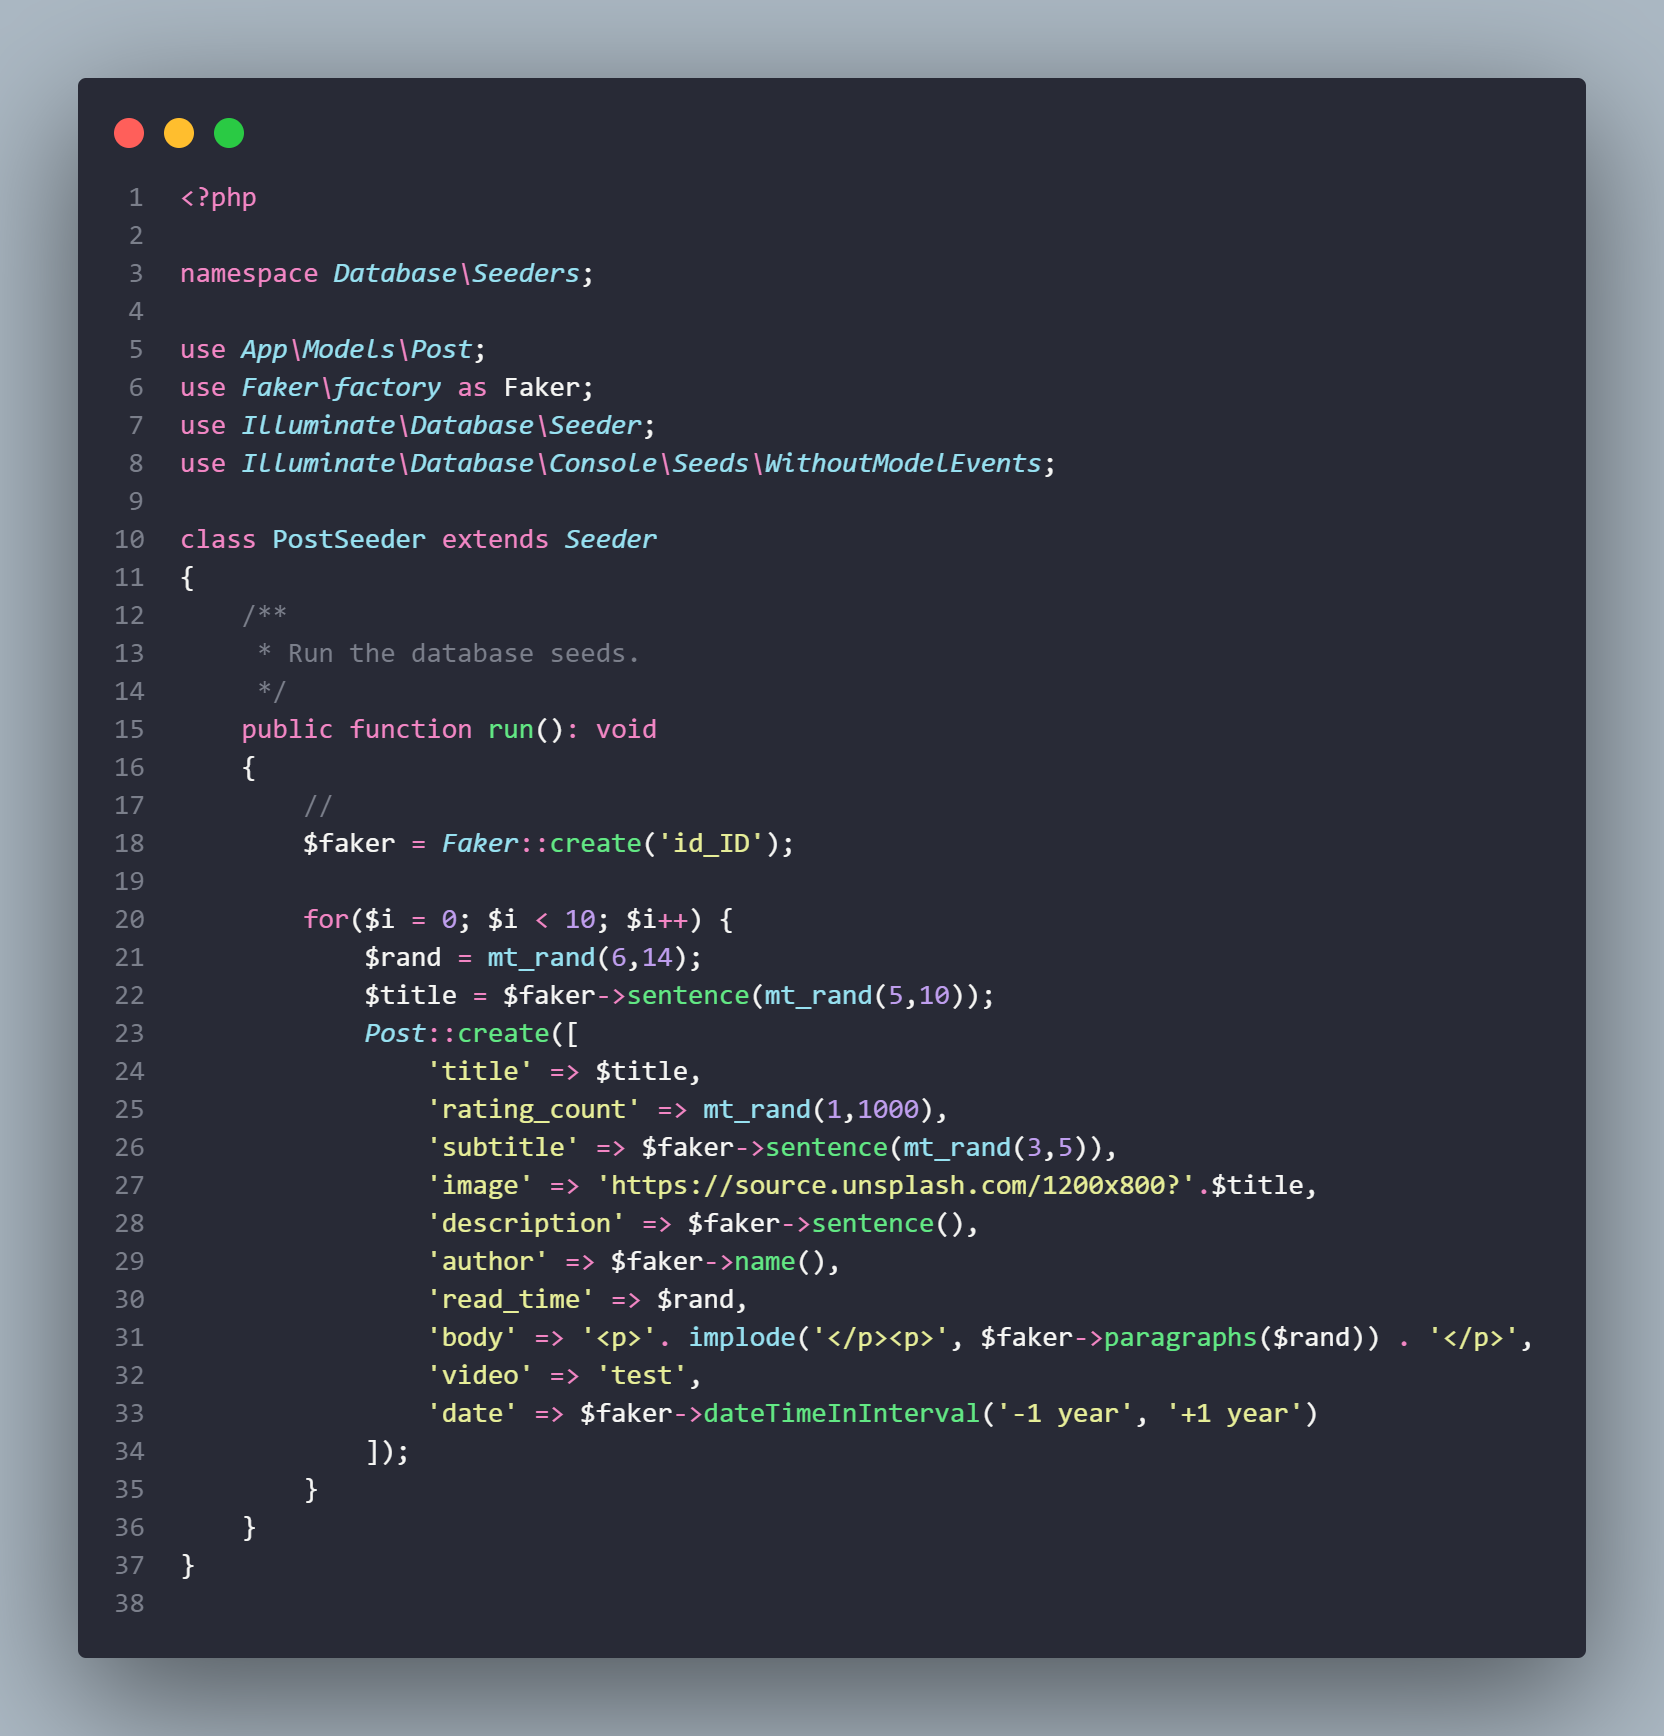 1 <?php
2
3 namespace Database\Seeders;
4
5 use App\Models\Post;
6 use Faker\factory as Faker;
7 use Illuminate\Database\Seeder;
8 use Illuminate\Database\Console\Seeds\WithoutModelEvents;
9
10 class PostSeeder extends Seeder
11 {
12     /**
13      * Run the database seeds.
14      */
15     public function run(): void
16     {
17         //
18         $faker = Faker::create('id_ID');
19
20         for($i = 0; $i < 10; $i++) {
21             $rand = mt_rand(6,14);
22             $title = $faker->sentence(mt_rand(5,10));
23             Post::create([
24                 'title' => $title,
25                 'rating_count' => mt_rand(1,1000),
26                 'subtitle' => $faker->sentence(mt_rand(3,5)),
27                 'image' => 'https://source.unsplash.com/1200x800?'.$title,
28                 'description' => $faker->sentence(),
29                 'author' => $faker->name(),
30                 'read_time' => $rand,
31                 'body' => '<p>'. implode('</p><p>', $faker->paragraphs($rand)) . '</p>',
32                 'video' => 'test',
33                 'date' => $faker->dateTimeInInterval('-1 year', '+1 year')
34             ]);
35         }
36     }
37 }
38